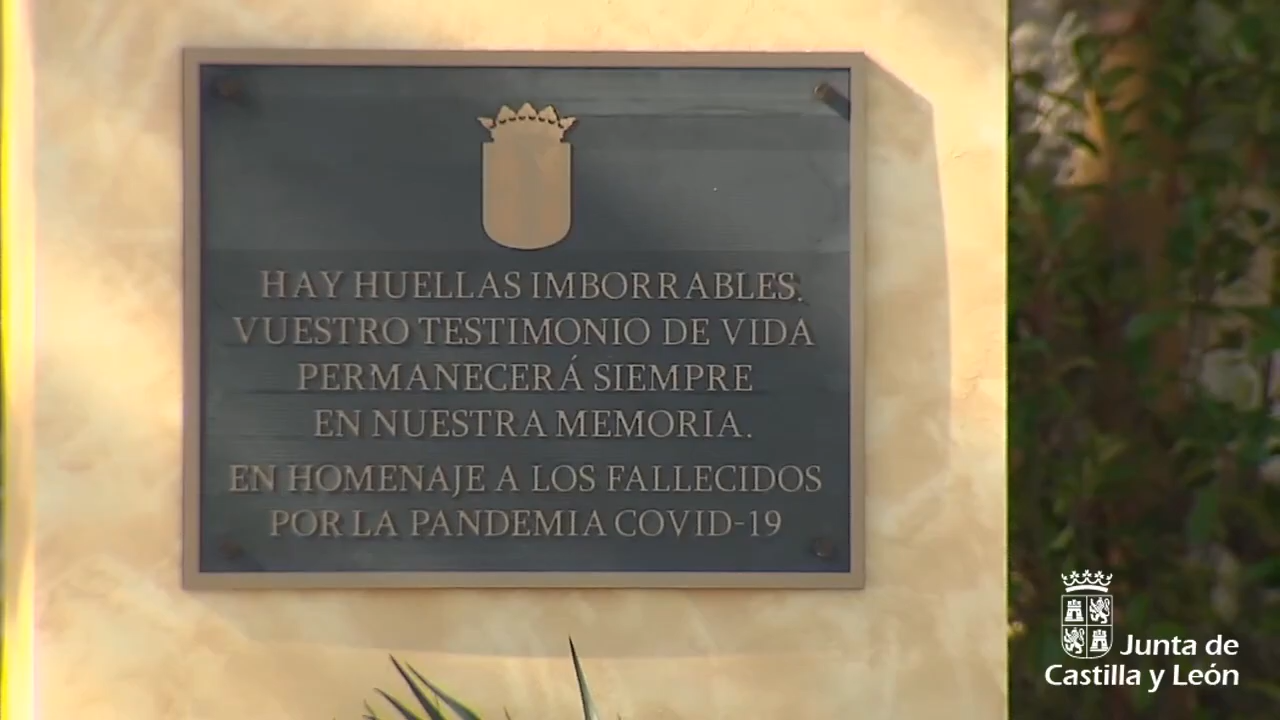 HAY HUELLAS IMBORRABLES.
VUESTRO TESTIMONIO DE VIDA
PERMANECERÁ SIEMPRE
EN NUESTRA MEMORIA.
EN HOMENAJE A LOS FALLECIDOS
POR LA PANDEMIA COVID-19
Junta de
Castilla y León